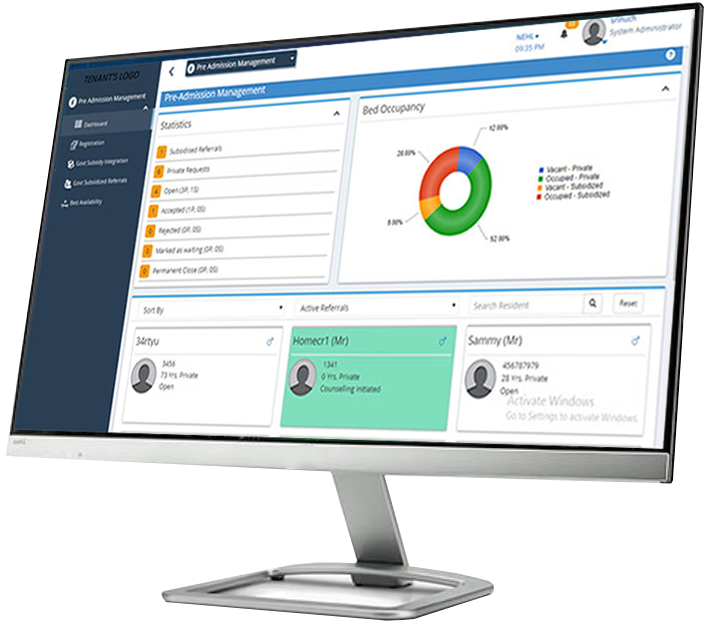 TENANT'S LOGO
Pre Admission Management
Dashboard
Registration
Govt Subsidy Integration
Govt Subsidized Referrals
Bed Availability
Pre Admission Management
NEHL
09:35 PM
srinuch
System Administrator
Pre-Admission Management
?
Statistics
1 Subsidised Referrals
6 Private Requests
4 Open (3P, 1S)
1 Accepted (1P, 0S)
0 Rejected (0P, 0S)
0 Marked as waiting (0P, 0S)
0 Permanent Close (0P, 0S)
Bed Occupancy
12.00%
52.00%
8.00%
28.00%
Vacant - Private
Occupied - Private
Vacant - Subsidized
Occupied - Subsidized
Sort By
Active Referrals
Search Resident
Reset
34rtyu
3456
73 Yrs, Private
Open
Homecr1 (Mr)
1341
0 Yrs, Private
Counselling Initiated
Sammy (Mr)
456787979
28 Yrs, Private
Open
Activate Windows
Go to Settings to activate Windows.